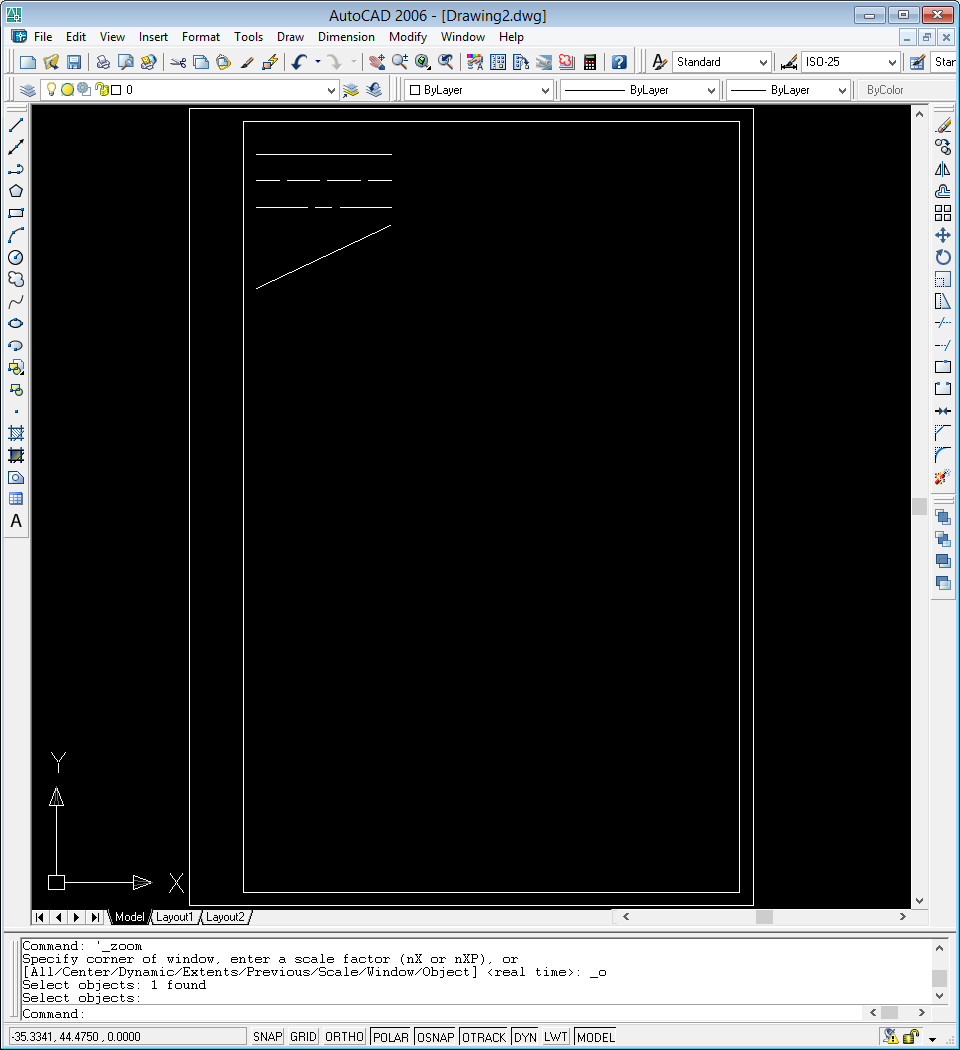 AutoCAD 2006 - [Drawing2.dwg]
File Edit View Insert Format Tools Draw Dimension Modify Window Help
Standard ISO-25 Star
0 ByLayer ByLayer ByLayer ByColor
A
Y
X
Model Layout1 Layout2
Command: '_zoom
Specify corner of window, enter a scale factor (nX or nXP), or
[All/Center/Dynamic/Extents/Previous/Scale/Window/Object] <real time>: _o
Select objects: 1 found
Select objects:
Command:
-35.3341, 44.4750 , 0.0000 SNAP GRID ORTHO POLAR OSNAP OTRACK DYN LWT MODEL